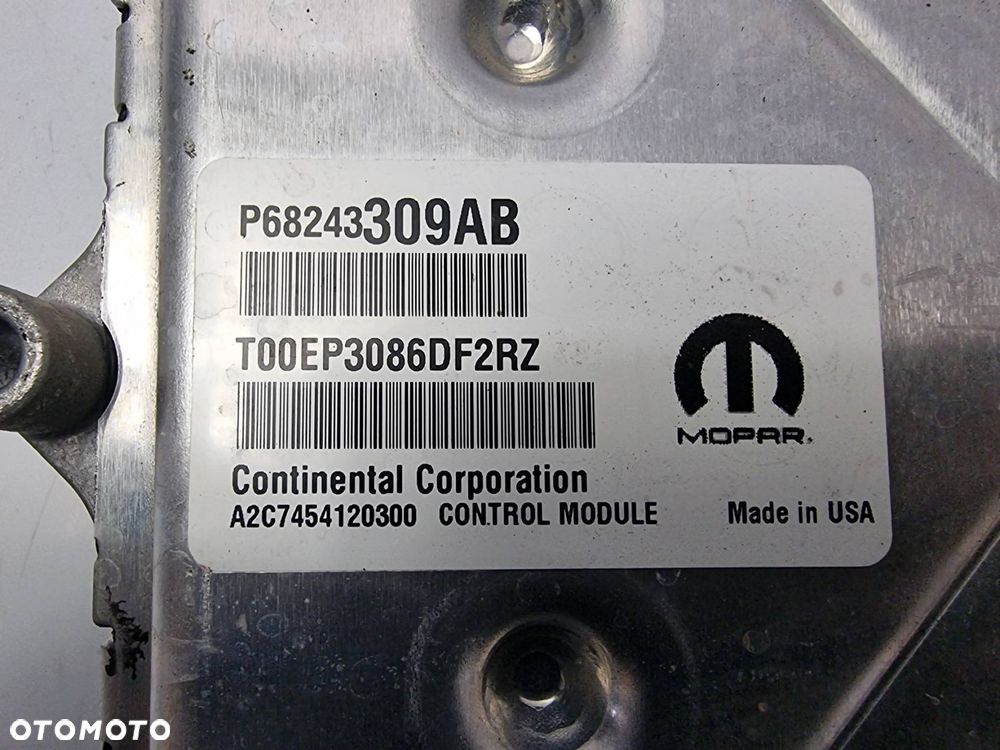 P68243309AB
T00EP3086DF2RZ
MOPAR.
Continental Corporation
A2C7454120300 CONTROL MODULE Made in USA
OTOMOTO